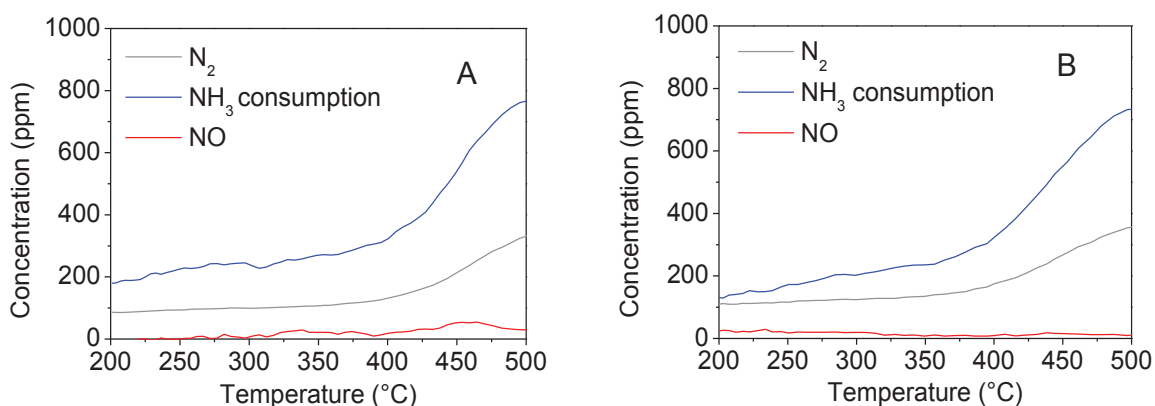 1000
800
600
400
200
0
Concentration (ppm)
N₂
NH₃ consumption
NO
A
200 250 300 350 400 450 500
Temperature (°C)
1000
800
600
400
200
0
Concentration (ppm)
N₂
NH₃ consumption
NO
B
200 250 300 350 400 450 500
Temperature (°C)